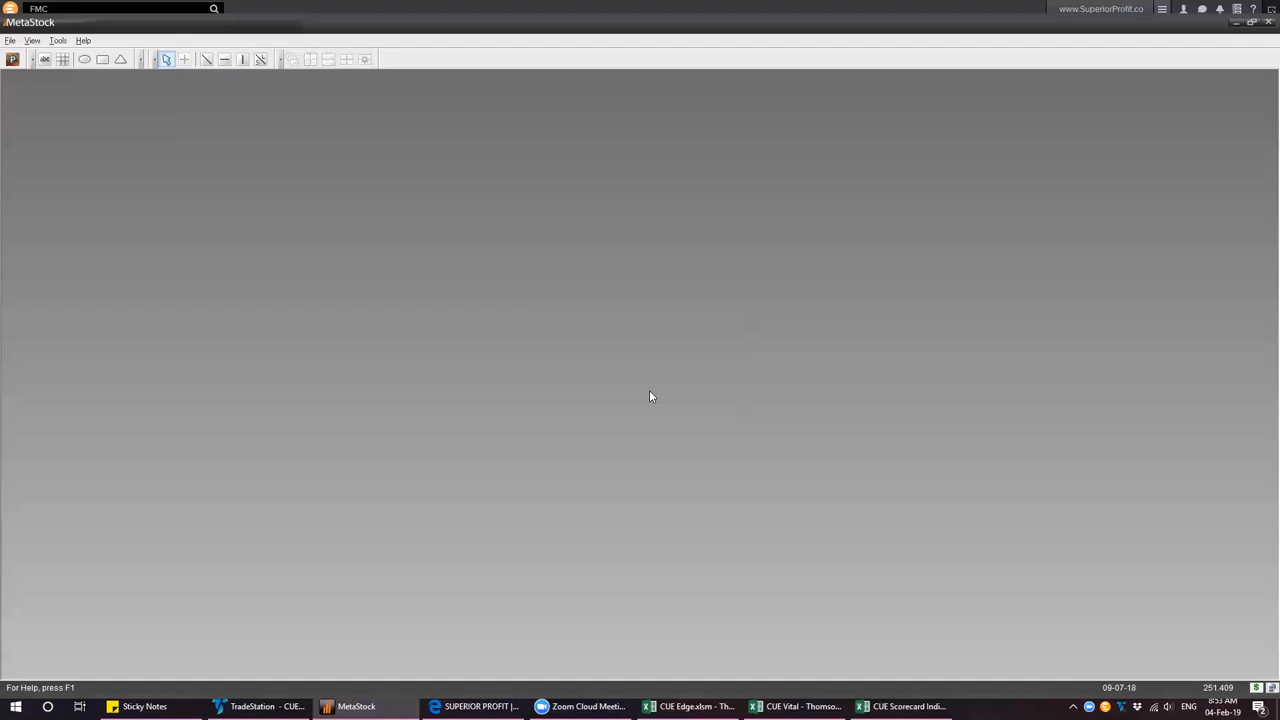 FMC
www.SuperiorProfit.co
MetaStock
File View Tools Help
P abc
For Help, press F1
09-07-18
251.409
Sticky Notes
TradeStation - CUE...
MetaStock
SUPERIOR PROFIT |...
Zoom Cloud Meeti...
CUE Edge.xlsm - Th...
CUE Vital - Thomso...
CUE Scorecard Indi...
ENG
8:53 AM
04-Feb-19
2